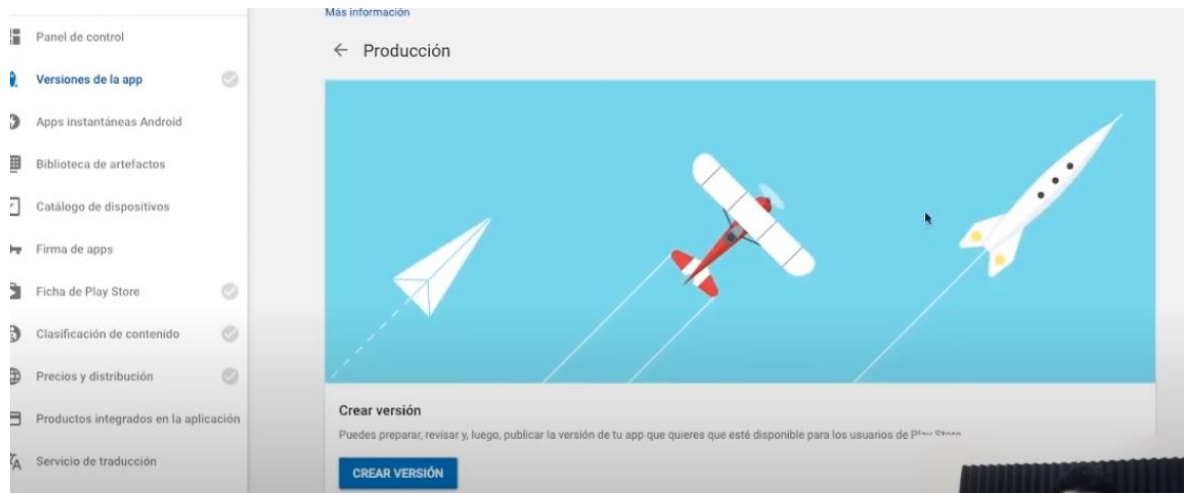 Más información
Panel de control
Versiones de la app
Apps instantáneas Android
Biblioteca de artefactos
Catálogo de dispositivos
Firma de apps
Ficha de Play Store
Clasificación de contenido
Precios y distribución
Productos integrados en la aplicación
Servicio de traducción
Producción
Crear versión
Puedes preparar, revisar y, luego, publicar la versión de tu app que quieres que esté disponible para los usuarios de Play Store
CREAR VERSIÓN